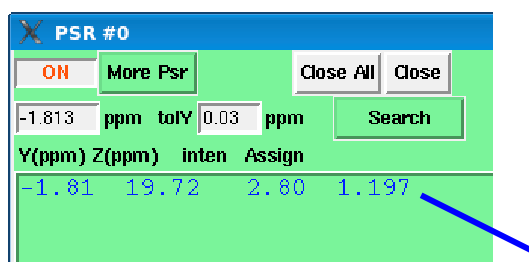 PSR #0
ON More Psr Close All Close
-1.813 ppm tolY 0.03 ppm Search
Y(ppm) Z(ppm) inten Assign
-1.81 19.72 2.80 1.197